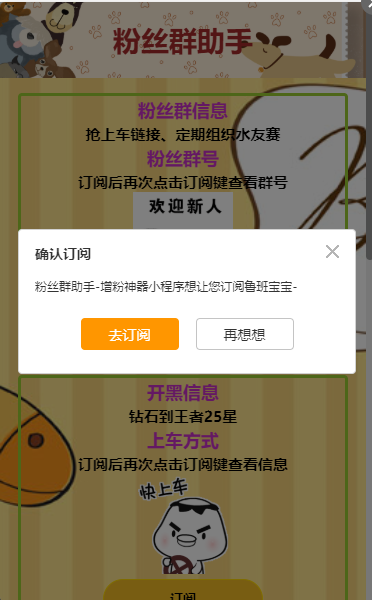 粉丝群助手
粉丝群信息
抢上车链接、定期组织水友赛
粉丝群号
订阅后再次点击订阅键查看群号
欢迎新人
确认订阅
粉丝群助手-增粉神器小程序想让您订阅鲁班宝宝-
去订阅
再想想
开黑信息
钻石到王者25星
上车方式
订阅后再次点击订阅键查看信息
快上车
订阅